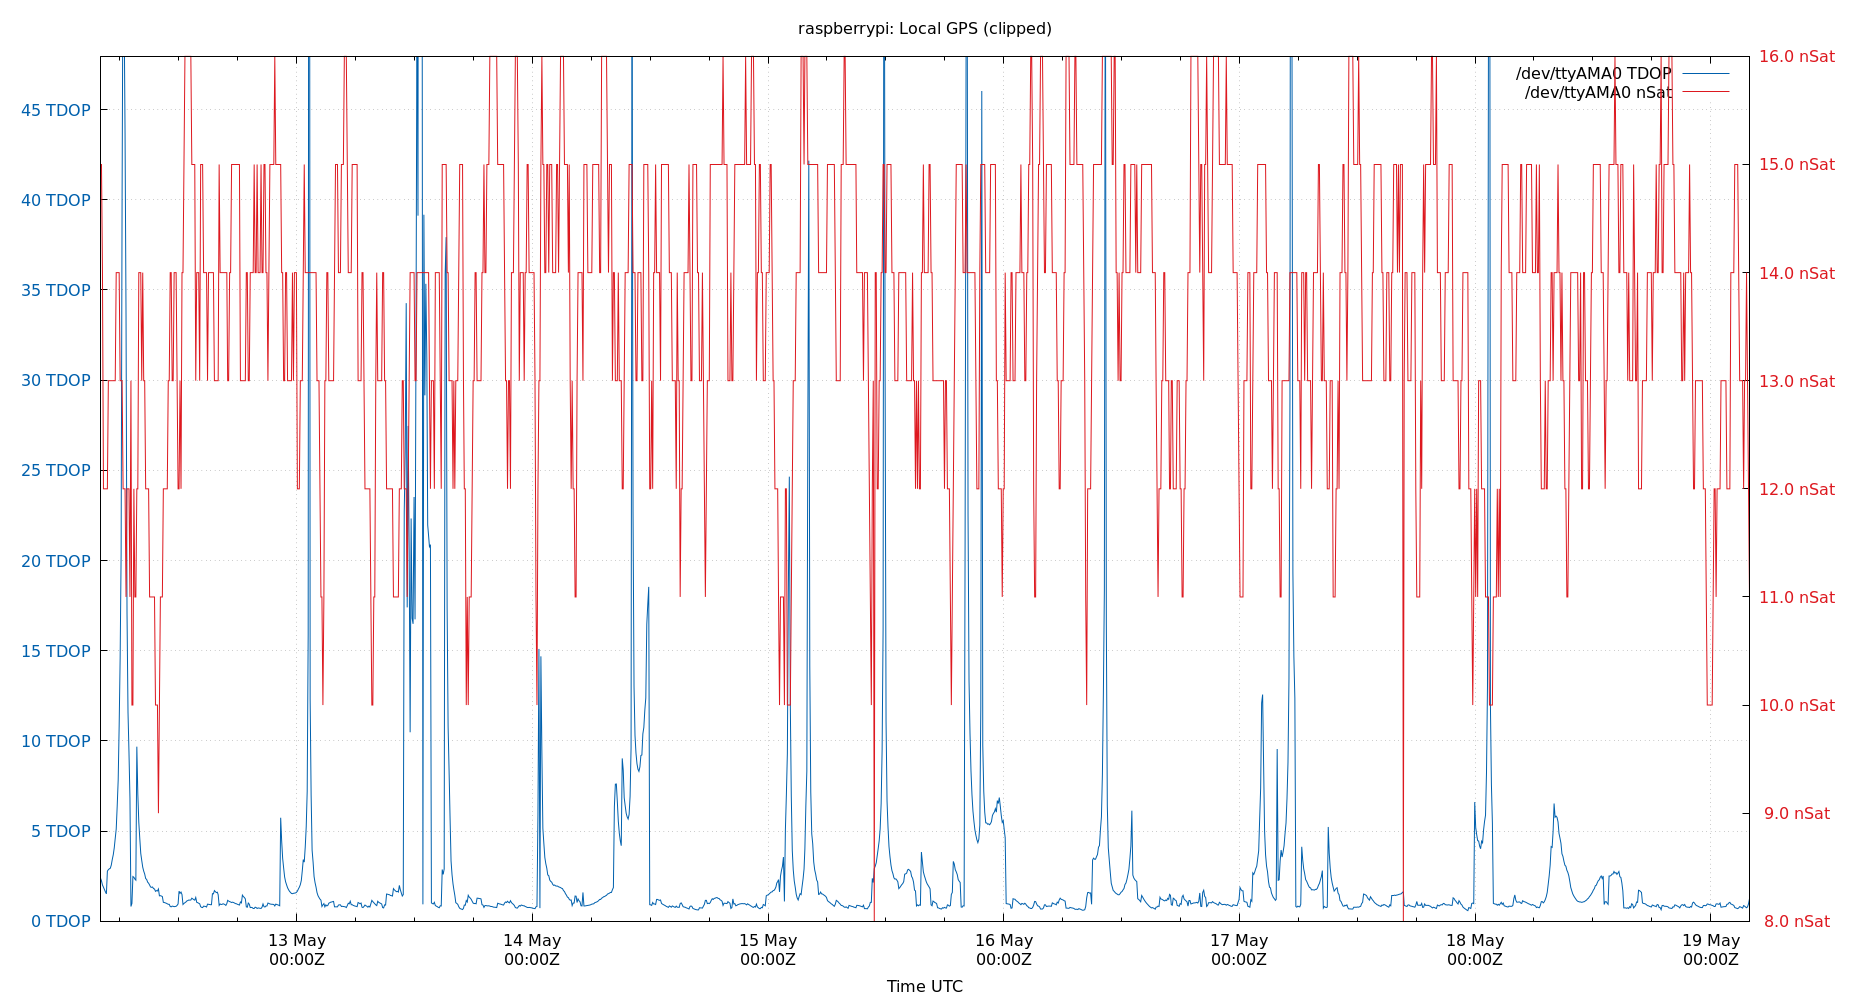 raspberrypi: Local GPS (clipped)
/dev/ttyAMA0 TDOP
/dev/ttyAMA0 nSat
45 TDOP
40 TDOP
35 TDOP
30 TDOP
25 TDOP
20 TDOP
15 TDOP
10 TDOP
5 TDOP
0 TDOP
16.0 nSat
15.0 nSat
14.0 nSat
13.0 nSat
12.0 nSat
11.0 nSat
10.0 nSat
9.0 nSat
8.0 nSat
13 May
00:00Z
14 May
00:00Z
15 May
00:00Z
16 May
00:00Z
17 May
00:00Z
18 May
00:00Z
19 May
00:00Z
Time UTC